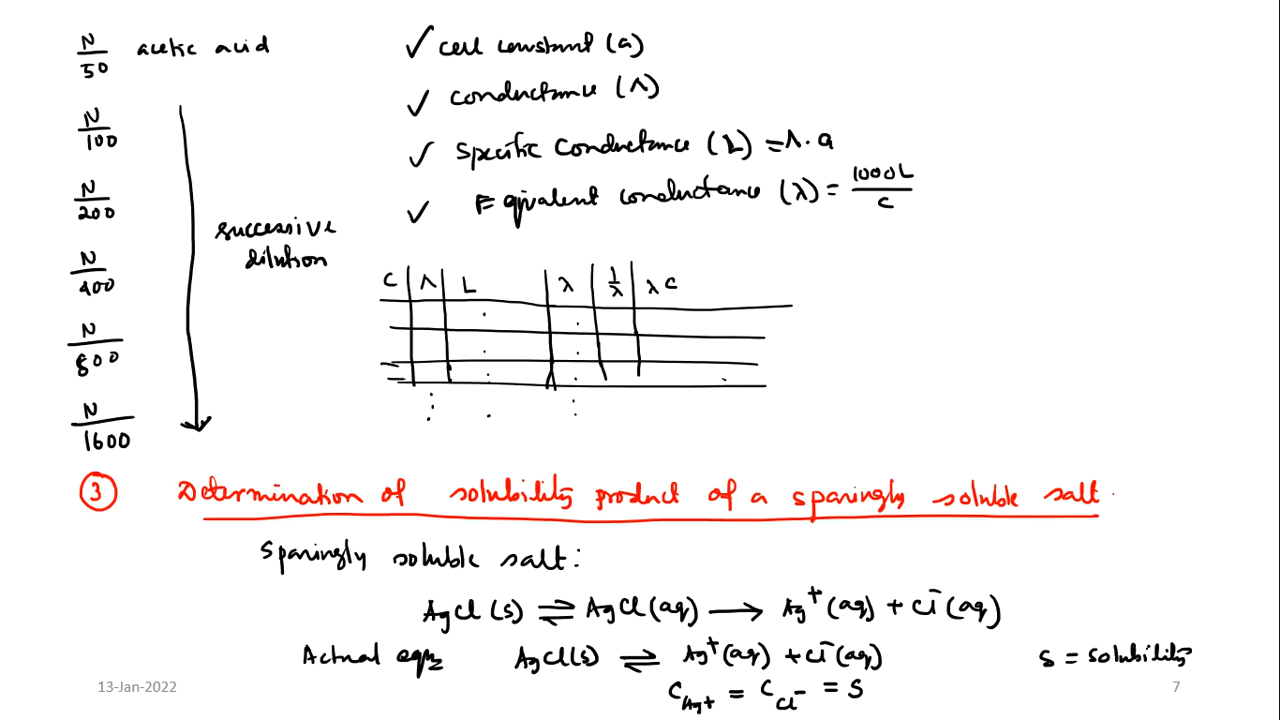 N/50 acetic acid
N/100
N/200
N/400
N/800
N/1600
successive
dilution
✓ cell constant (a)
✓ conductance (Λ)
✓ specific conductance (L) = Λ. a
✓ Equivalent conductance (λ) = 1000L/c
C | Λ | L | λ | 1/λ | λ C
③ Determination of solubility product of a sparingly soluble salt.
Sparingly soluble salt:
AgCl (s) ⇌ AgCl (aq) ⟶ Ag⁺ (aq) + Cl⁻ (aq)
Actual eqm AgCl(s) ⇌ Ag⁺ (aq) + Cl⁻ (aq) S = solubility
C_Ag⁺ = C_Cl⁻ = S
13-Jan-2022 7